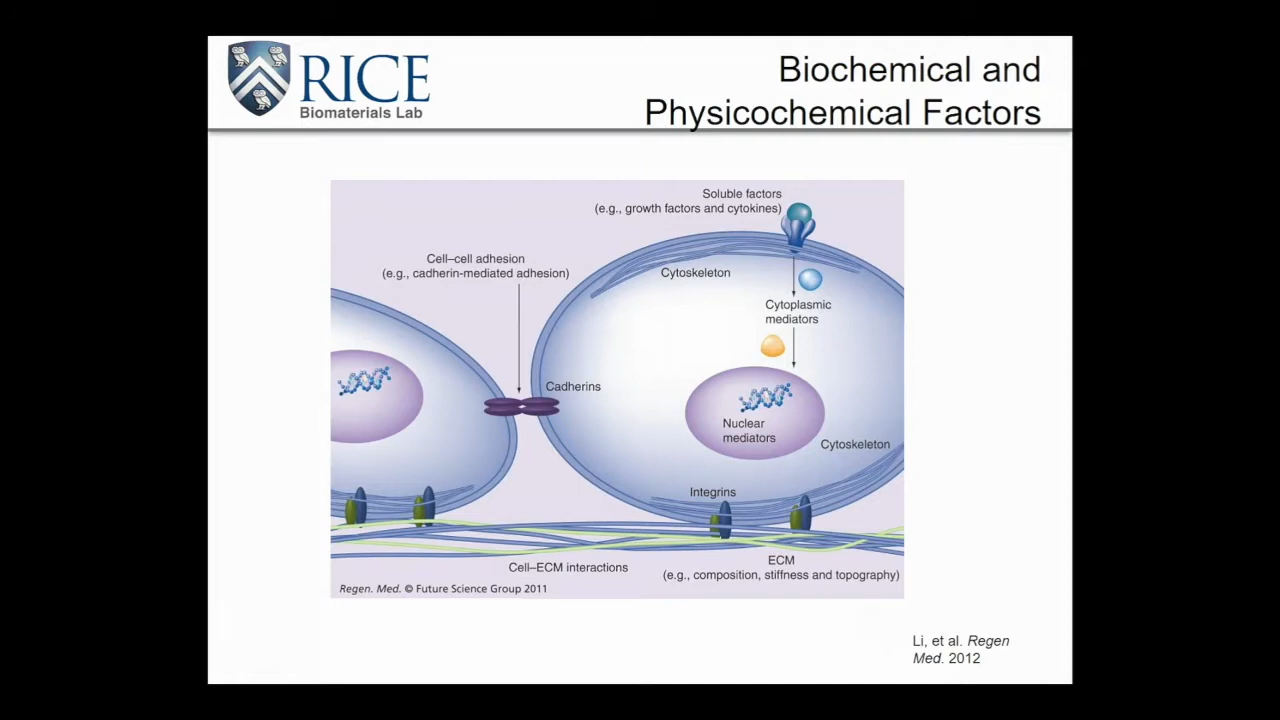 RICE
Biomaterials Lab
Biochemical and
Physicochemical Factors
Soluble factors
(e.g., growth factors and cytokines)
Cell–cell adhesion
(e.g., cadherin-mediated adhesion)
Cytoskeleton
Cytoplasmic
mediators
Cadherins
Nuclear
mediators
Cytoskeleton
Integrins
Cell–ECM interactions
ECM
(e.g., composition, stiffness and topography)
Regen. Med. © Future Science Group 2011
Li, et al. Regen
Med. 2012